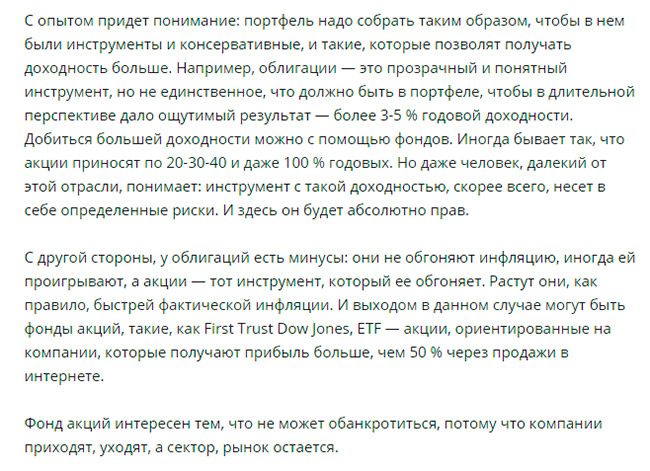 С опытом придет понимание: портфель надо собрать таким образом, чтобы в нем
были инструменты и консервативные, и такие, которые позволят получать
доходность больше. Например, облигации — это прозрачный и понятный
инструмент, но не единственное, что должно быть в портфеле, чтобы в длительной
перспективе дало ощутимый результат — более 3-5 % годовой доходности.
Добиться большей доходности можно с помощью фондов. Иногда бывает так, что
акции приносят по 20-30-40 и даже 100 % годовых. Но даже человек, далекий от
этой отрасли, понимает: инструмент с такой доходностью, скорее всего, несет в
себе определенные риски. И здесь он будет абсолютно прав.
С другой стороны, у облигаций есть минусы: они не обгоняют инфляцию, иногда ей
проигрывают, а акции — тот инструмент, который ее обгоняет. Растут они, как
правило, быстрей фактической инфляции. И выходом в данном случае могут быть
фонды акций, такие, как First Trust Dow Jones, ETF — акции, ориентированные на
компании, которые получают прибыль больше, чем 50 % через продажи в
интернете.
Фонд акций интересен тем, что не может обанкротиться, потому что компании
приходят, уходят, а сектор, рынок остается.